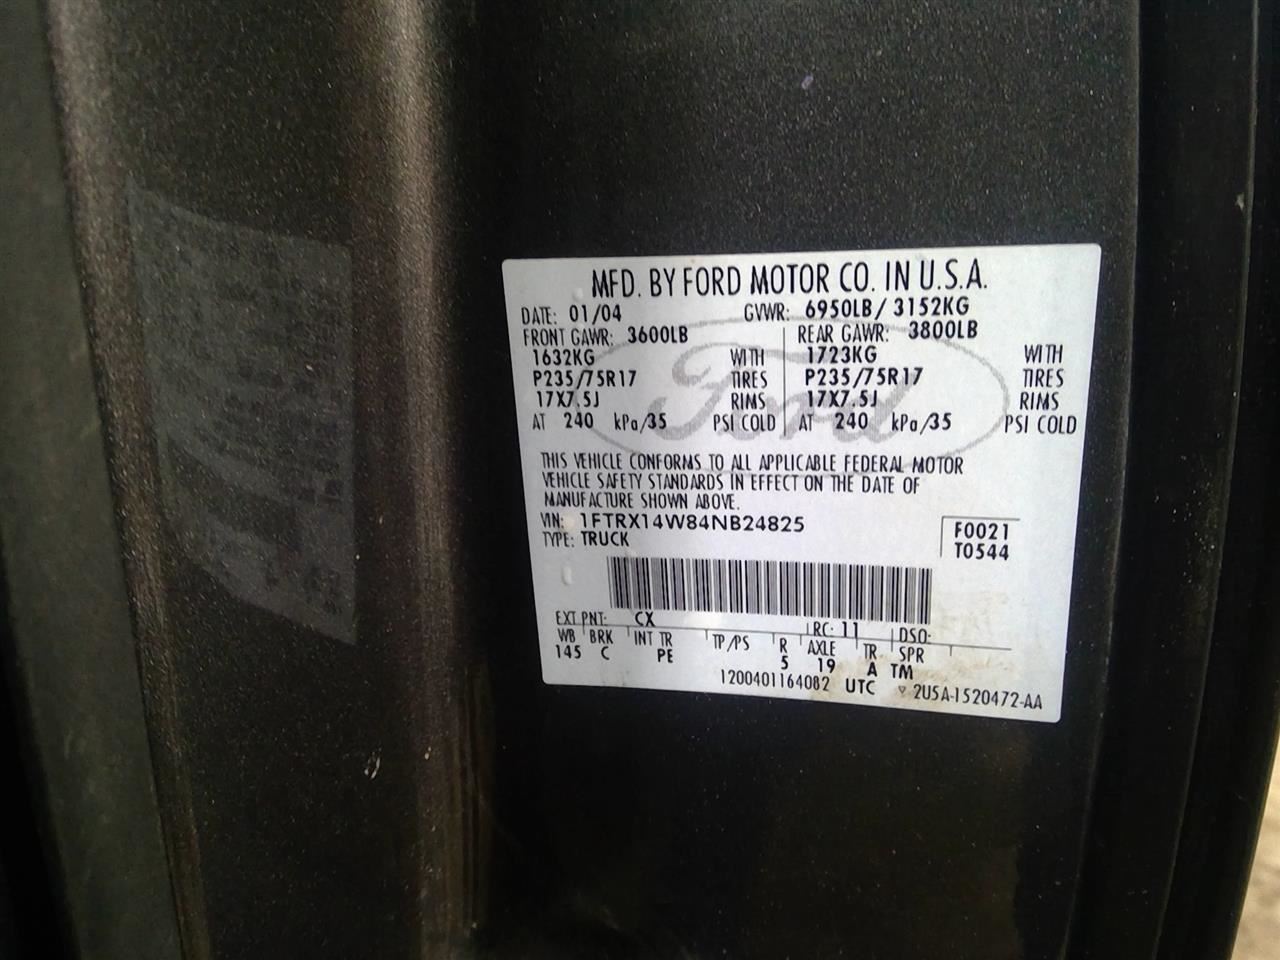 MFD. BY FORD MOTOR CO. IN U.S.A.
DATE: 01/04 GVWR: 6950LB/ 3152KG
FRONT GAWR: 3600LB REAR GAWR: 3800LB
1632KG WITH 1723KG WITH
P235/75R17 TIRES P235/75R17 TIRES
17X7.5J RIMS 17X7.5J RIMS
AT 240 kPa/35 PSI COLD AT 240 kPa/35 PSI COLD
Ford
THIS VEHICLE CONFORMS TO ALL APPLICABLE FEDERAL MOTOR
VEHICLE SAFETY STANDARDS IN EFFECT ON THE DATE OF
MANUFACTURE SHOWN ABOVE.
VIN: 1FTRX14W84NB24825 F0021
TYPE: TRUCK T0544
EXT PNT: CX RC: 11 DSO:
WB BRK INT TR TP/PS R AXLE TR SPR
145 C PE 5 19 A TM
1200401164082 UTC 2U5A-1520472-AA